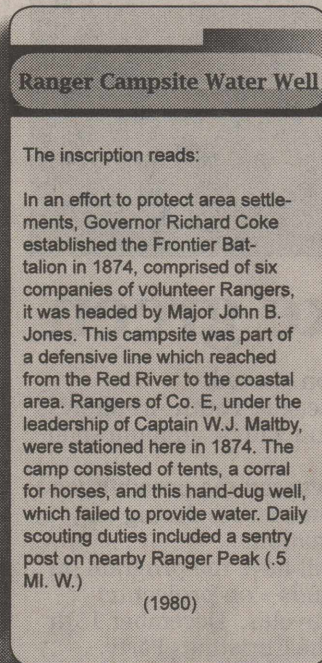 Ranger Campsite Water Well
The inscription reads:
In an effort to protect area settle-
ments, Governor Richard Coke
established the Frontier Bat-
talion in 1874, comprised of six
companies of volunteer Rangers,
it was headed by Major John B.
Jones. This campsite was part of
a defensive line which reached
from the Red River to the coastal
area. Rangers of Co. E, under the
leadership of Captain W.J. Maltby,
were stationed here in 1874. The
camp consisted of tents, a corral
for horses, and this hand-dug well,
which failed to provide water. Daily
scouting duties included a sentry
post on nearby Ranger Peak (.5
MI. W.)
(1980)